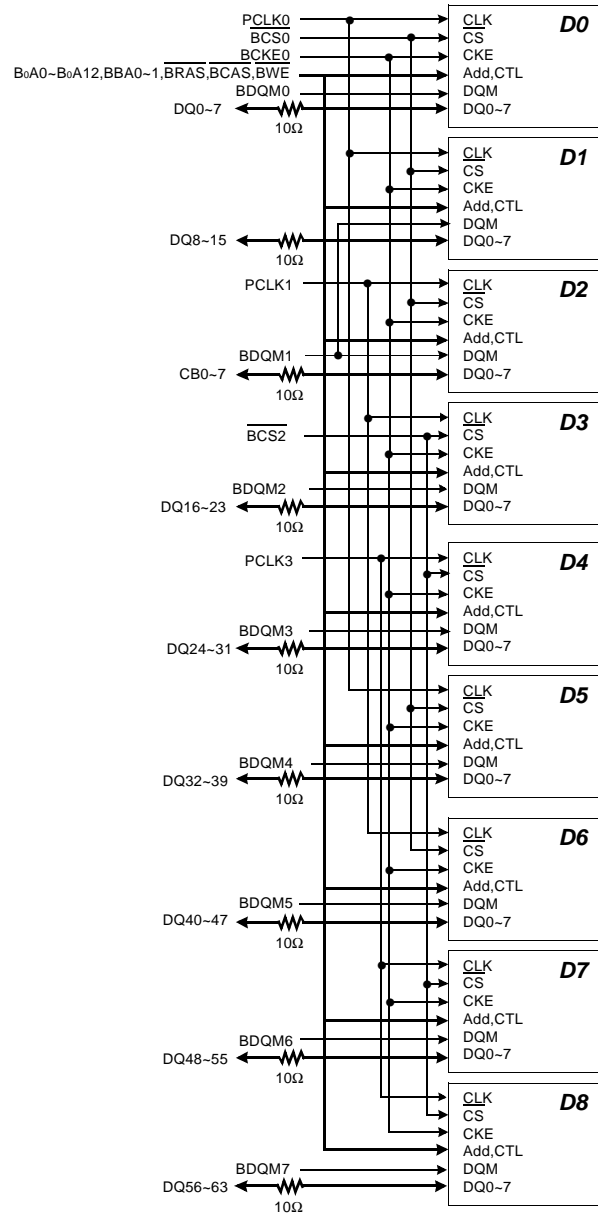 PCLK0 CLK D0
BCS0 CS
BCKE0 CKE
B0A0~B0A12,BBA0~1,BRAS,BCAS,BWE Add,CTL
BDQM0 DQM
DQ0~7 DQ0~7
10Ω
CLK D1
CS
CKE
Add,CTL
DQM
DQ8~15 DQ0~7
10Ω
PCLK1 CLK D2
CS
CKE
Add,CTL
BDQM1 DQM
CB0~7 DQ0~7
10Ω
CLK D3
BCS2 CS
CKE
Add,CTL
BDQM2 DQM
DQ16~23 DQ0~7
10Ω
PCLK3 CLK D4
CS
CKE
Add,CTL
BDQM3 DQM
DQ24~31 DQ0~7
10Ω
CLK D5
CS
CKE
Add,CTL
BDQM4 DQM
DQ32~39 DQ0~7
10Ω
CLK D6
CS
CKE
Add,CTL
BDQM5 DQM
DQ40~47 DQ0~7
10Ω
CLK D7
CS
CKE
Add,CTL
BDQM6 DQM
DQ48~55 DQ0~7
10Ω
CLK D8
CS
CKE
Add,CTL
BDQM7 DQM
DQ56~63 DQ0~7
10Ω